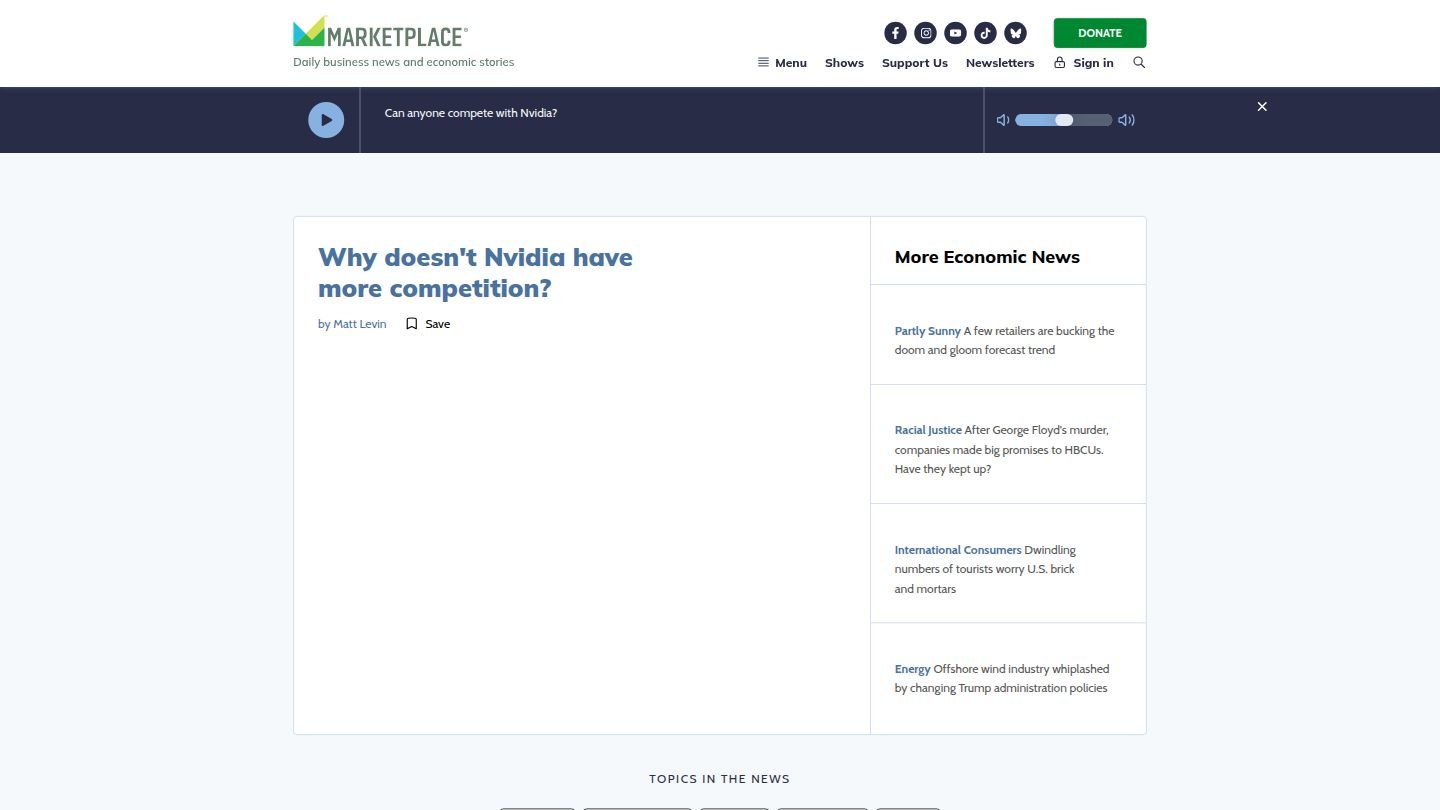 MARKETPLACE®
Daily business news and economic stories
DONATE
Menu Shows Support Us Newsletters Sign in
Can anyone compete with Nvidia?
Why doesn't Nvidia have
more competition?
by Matt Levin Save
More Economic News
Partly Sunny A few retailers are bucking the
doom and gloom forecast trend
Racial Justice After George Floyd's murder,
companies made big promises to HBCUs.
Have they kept up?
International Consumers Dwindling
numbers of tourists worry U.S. brick
and mortars
Energy Offshore wind industry whiplashed
by changing Trump administration policies
TOPICS IN THE NEWS